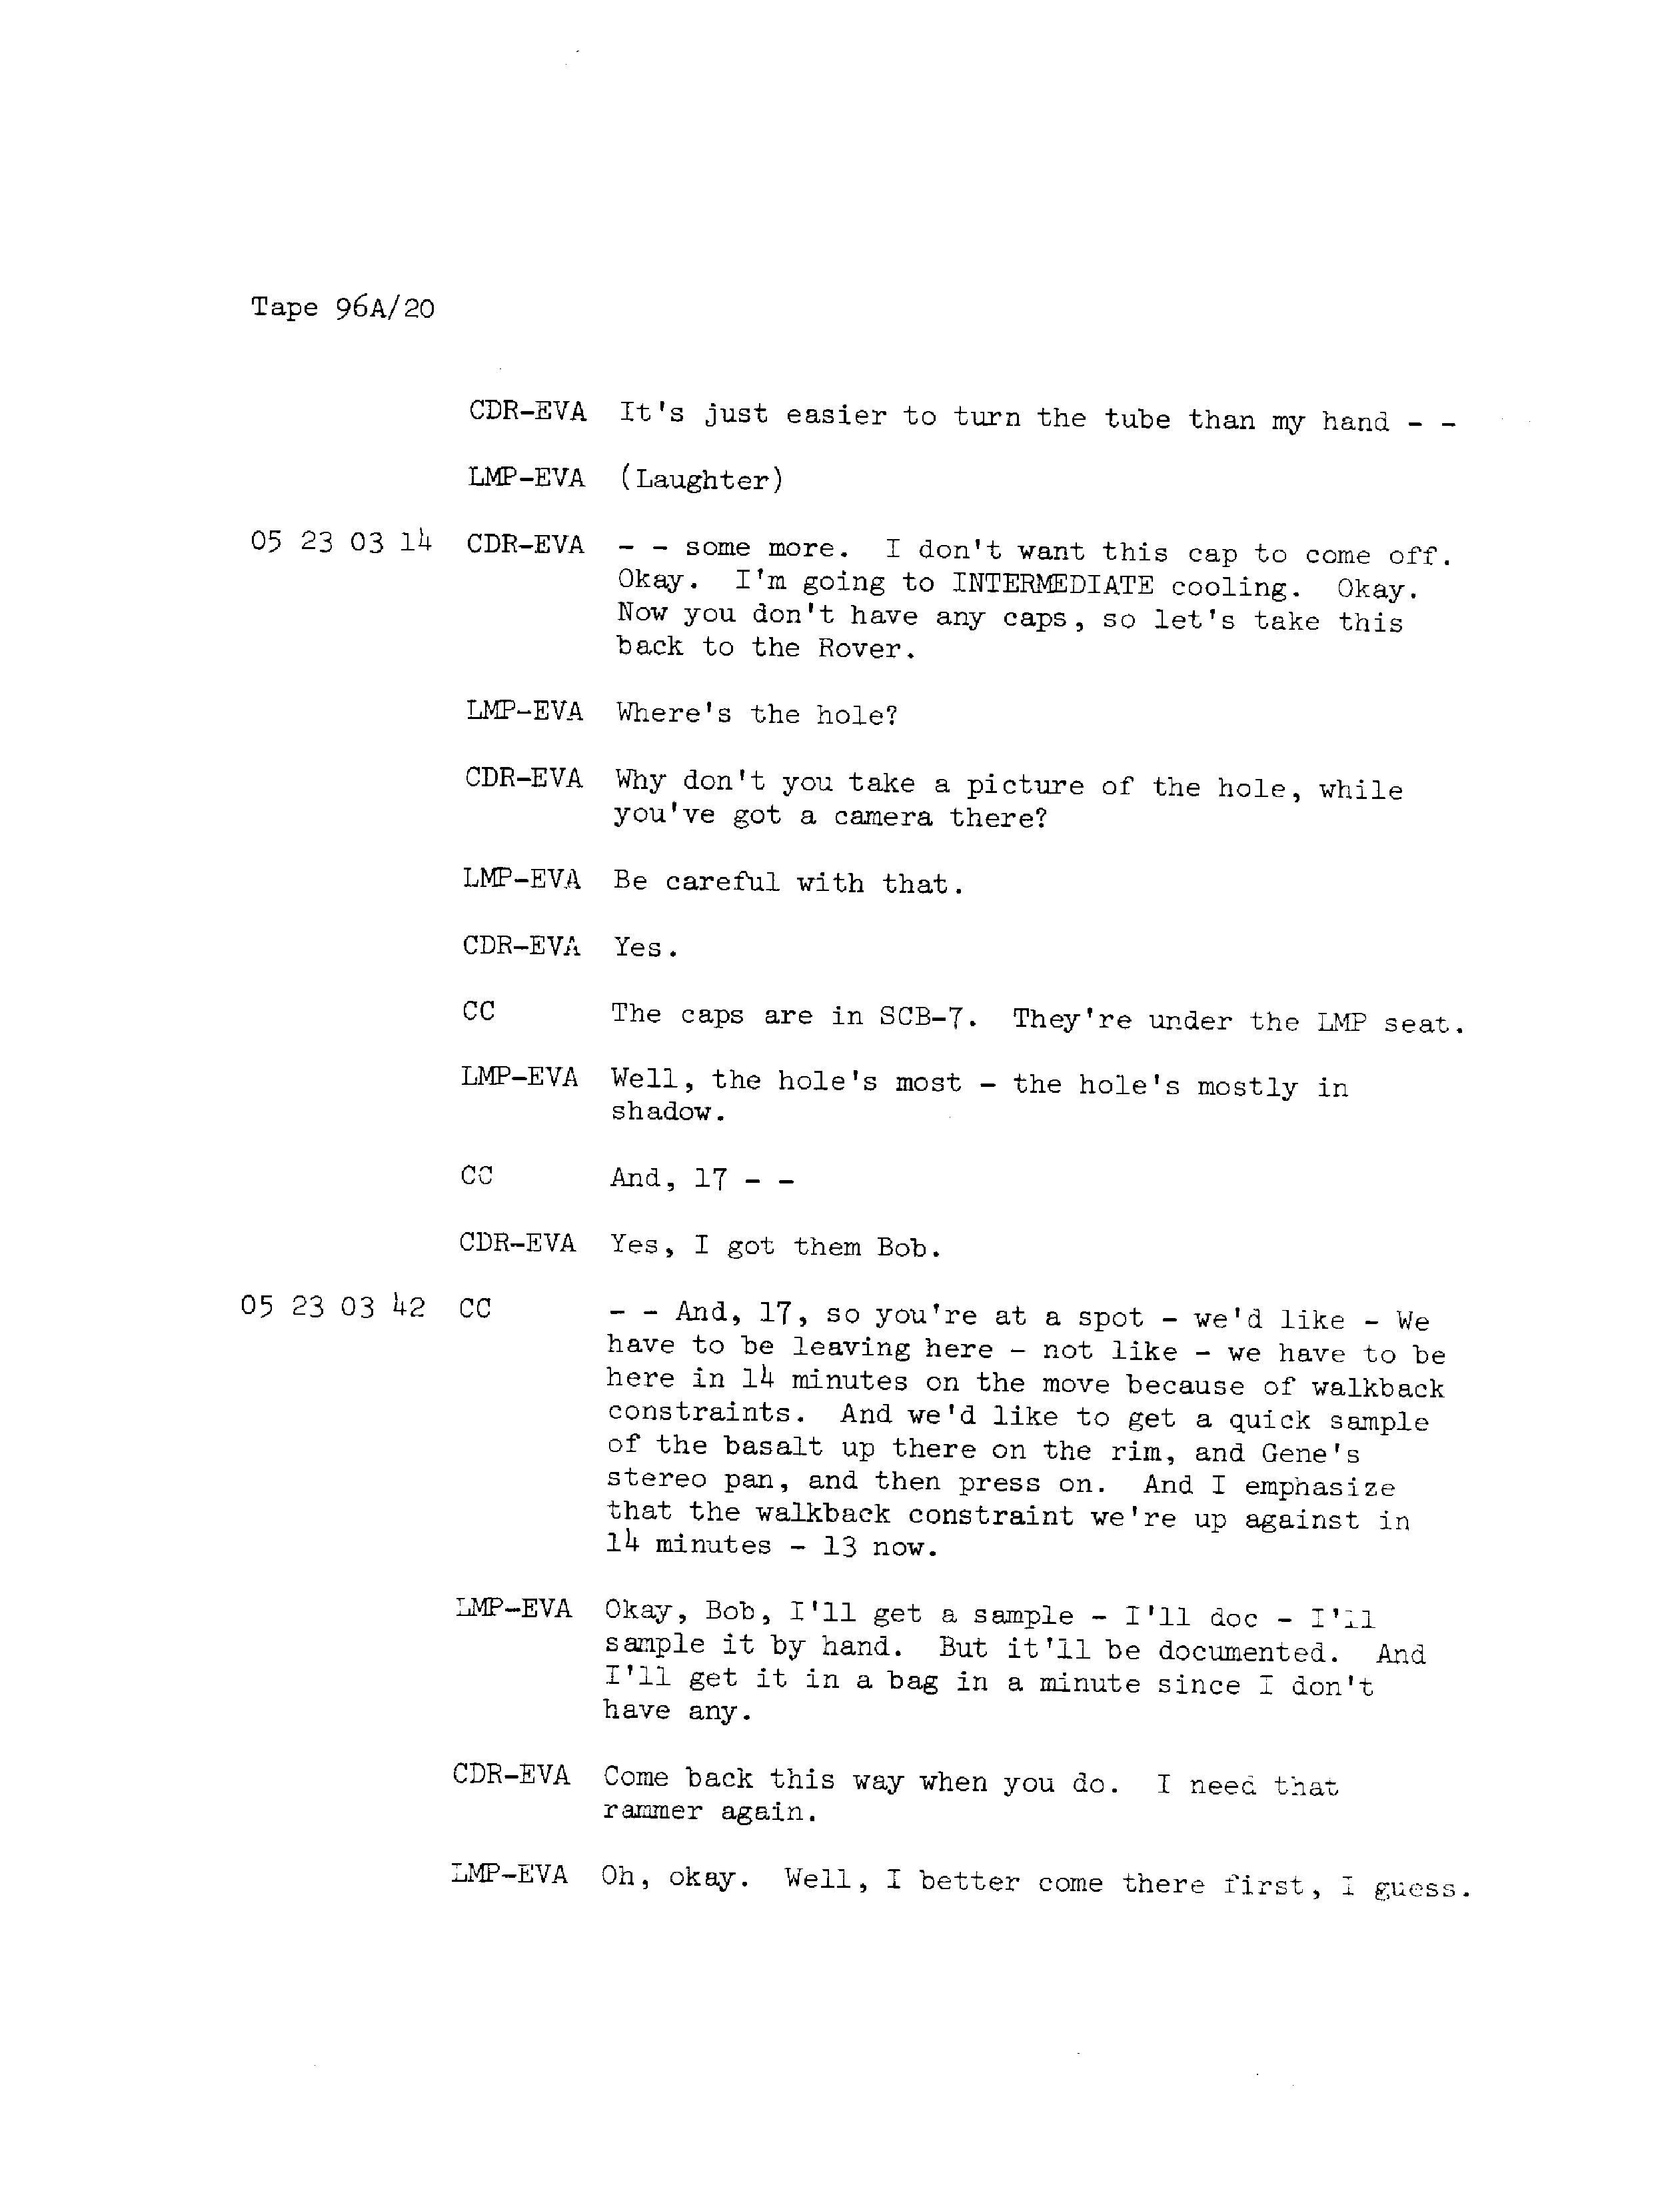 Tape 96A/20
CDR-EVA It's just easier to turn the tube than my hand - -
LMP-EVA (Laughter)
05 23 03 14 CDR-EVA - - some more. I don't want this cap to come off.
Okay. I'm going to INTERMEDIATE cooling. Okay.
Now you don't have any caps, so let's take this
back to the Rover.
LMP-EVA Where's the hole?
CDR-EVA Why don't you take a picture of the hole, while
you've got a camera there?
LMP-EVA Be careful with that.
CDR-EVA Yes.
CC The caps are in SCB-7. They're under the LMP seat.
LMP-EVA Well, the hole's most - the hole's mostly in
shadow.
CC And, 17 - -
CDR-EVA Yes, I got them Bob.
05 23 03 42 CC - - And, 17, so you're at a spot - we'd like - We
have to be leaving here - not like - we have to be
here in 14 minutes on the move because of walkback
constraints. And we'd like to get a quick sample
of the basalt up there on the rim, and Gene's
stereo pan, and then press on. And I emphasize
that the walkback constraint we're up against in
14 minutes - 13 now.
LMP-EVA Okay, Bob, I'll get a sample - I'll doc - I'll
sample it by hand. But it'll be documented. And
I'll get it in a bag in a minute since I don't
have any.
CDR-EVA Come back this way when you do. I need that
rammer again.
LMP-EVA Oh, okay. Well, I better come there first, I guess.